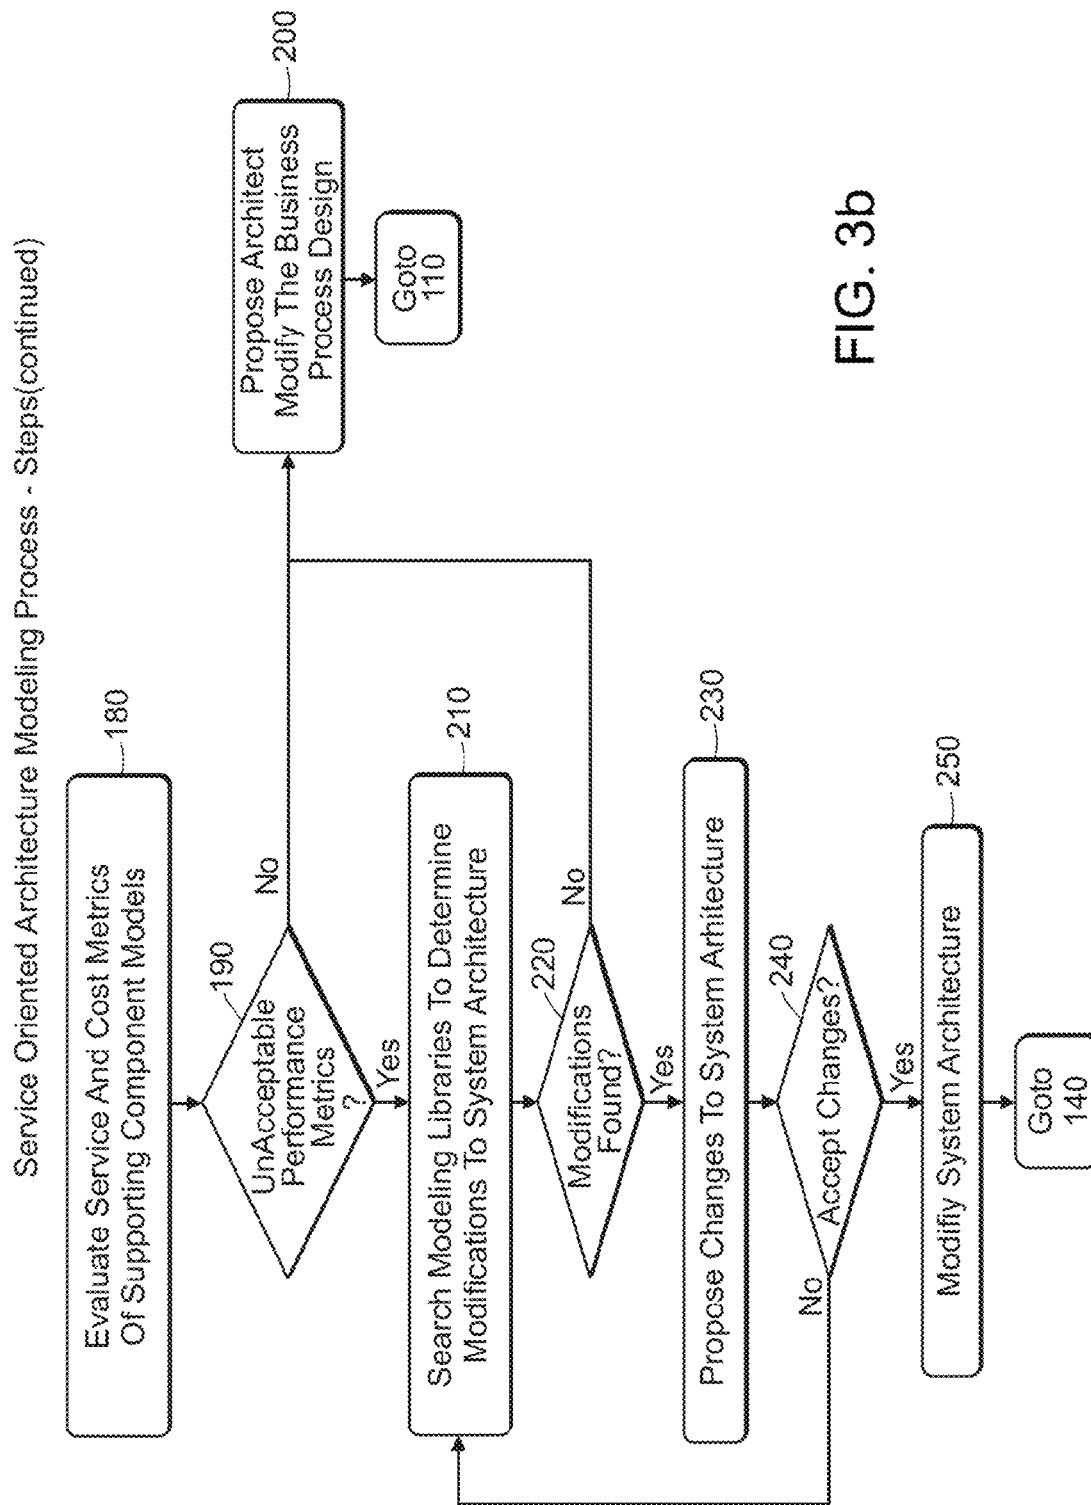 Service Oriented Architecture Modeling Process - Steps(continued)
180
Evaluate Service And Cost Metrics
Of Supporting Component Models
190
UnAcceptable
Performance
Metrics
?
No
Yes
200
Propose Architect
Modify The Business
Process Design
Goto
110
210
Search Modeling Libraries To Determine
Modifications To System Architecture
220
Modifications
Found?
No
Yes
230
Propose Changes To System Arhitecture
240
Accept Changes?
No
Yes
250
Modifiy System Architecture
Goto
140
FIG. 3b